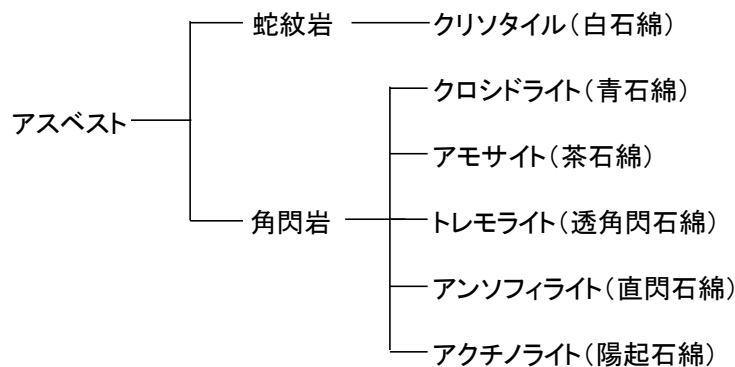 蛇紋岩
クリソタイル(白石綿)
クロシドライト(青石綿)
アスベスト
アモサイト(茶石綿)
角閃岩
トレモライト(透角閃石綿)
アンソフィライト(直閃石綿)
アクチノライト(陽起石綿)